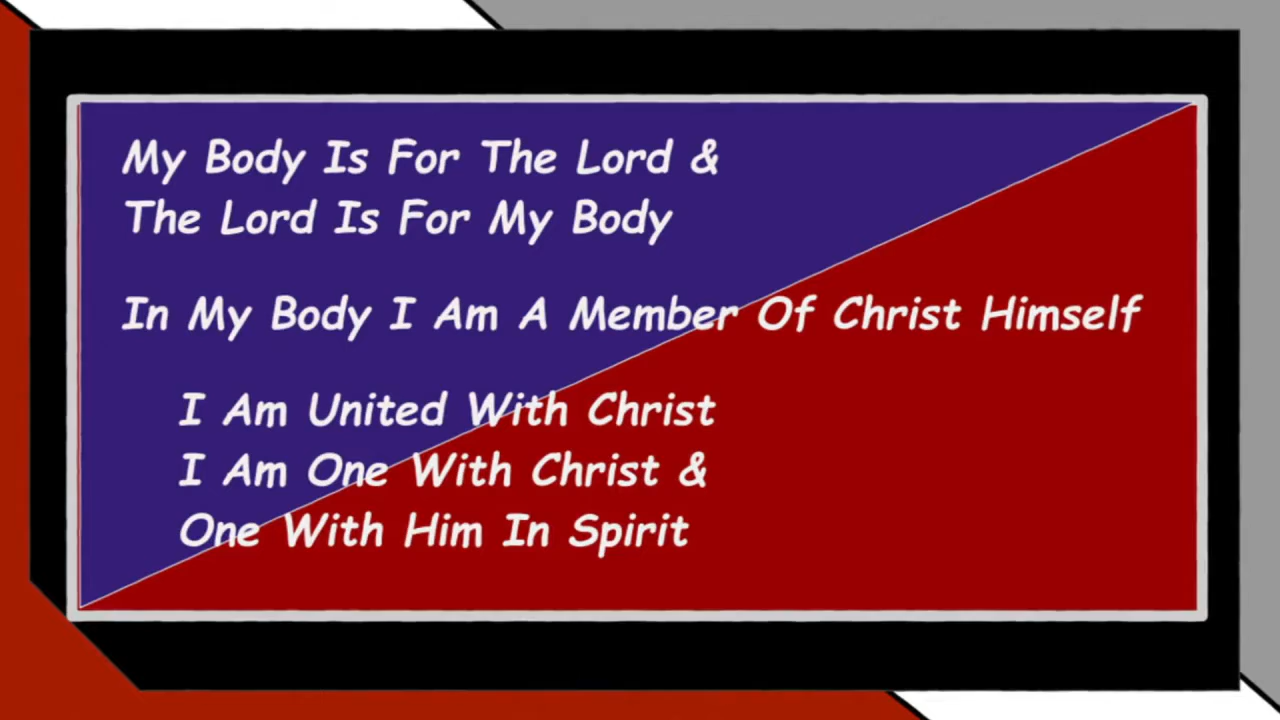 My Body Is For The Lord &
The Lord Is For My Body
In My Body I Am A Member Of Christ Himself
I Am United With Christ
I Am One With Christ &
One With Him In Spirit